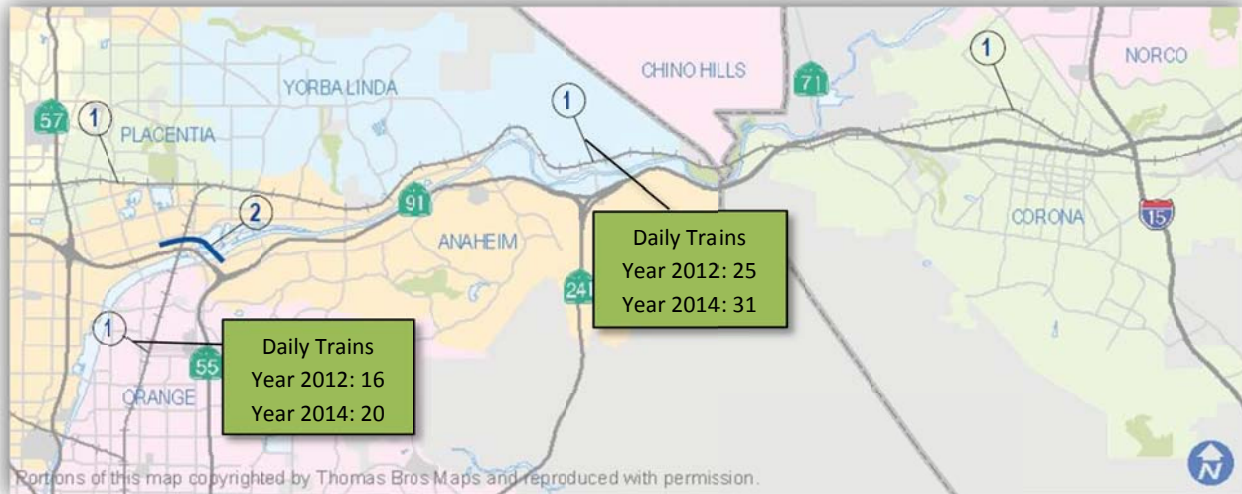 NORCO
1
CHINO HILLS
71
YORBA LINDA
1
57
1
PLACENTIA
91
2
ANAHEIM
CORONA
15
Daily Trains
Year 2012: 25
Year 2014: 31
241
1
55
ORANGE
Daily Trains
Year 2012: 16
Year 2014: 20
Portions of this map copyrighted by Thomas Bros Maps and reproduced with permission.
N